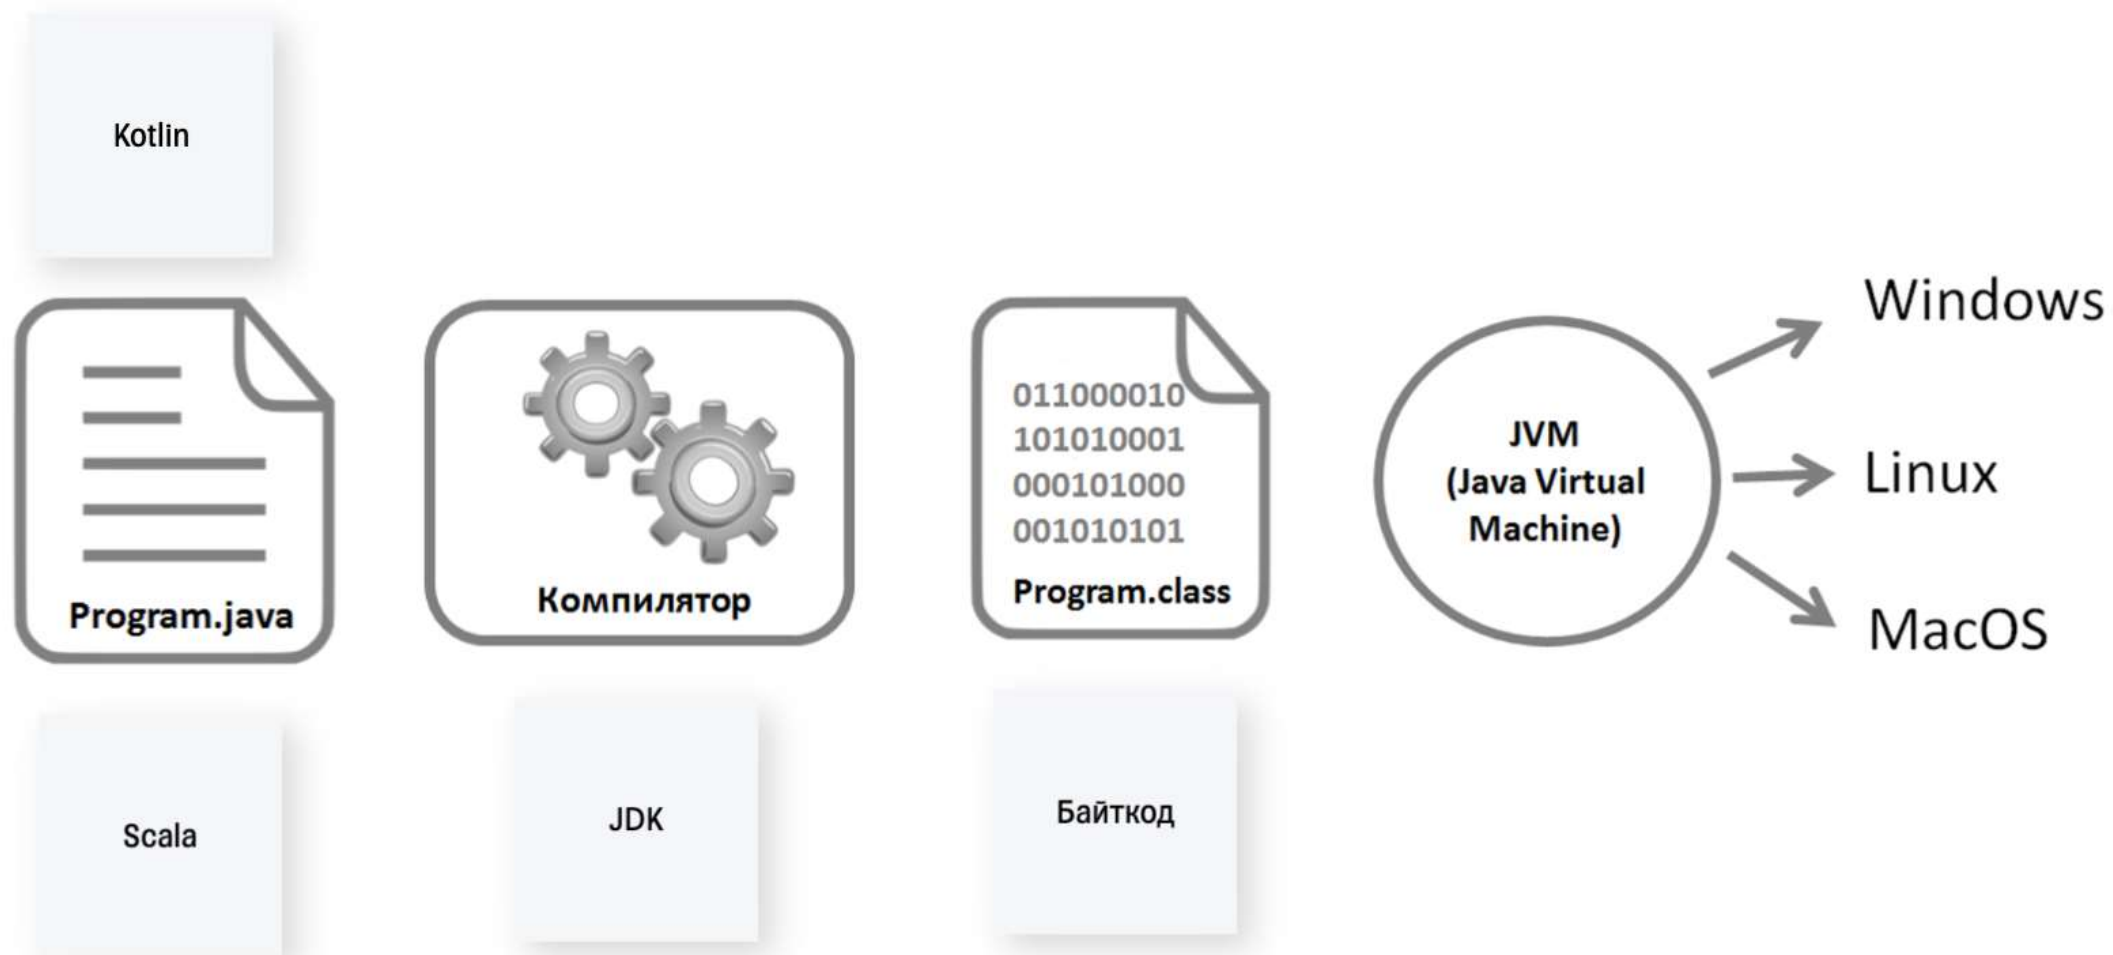 Kotlin
Program.java
Компилятор
011000010
101010001
000101000
001010101
Program.class
JVM
(Java Virtual
Machine)
Windows
Linux
MacOS
Scala
JDK
Байткод